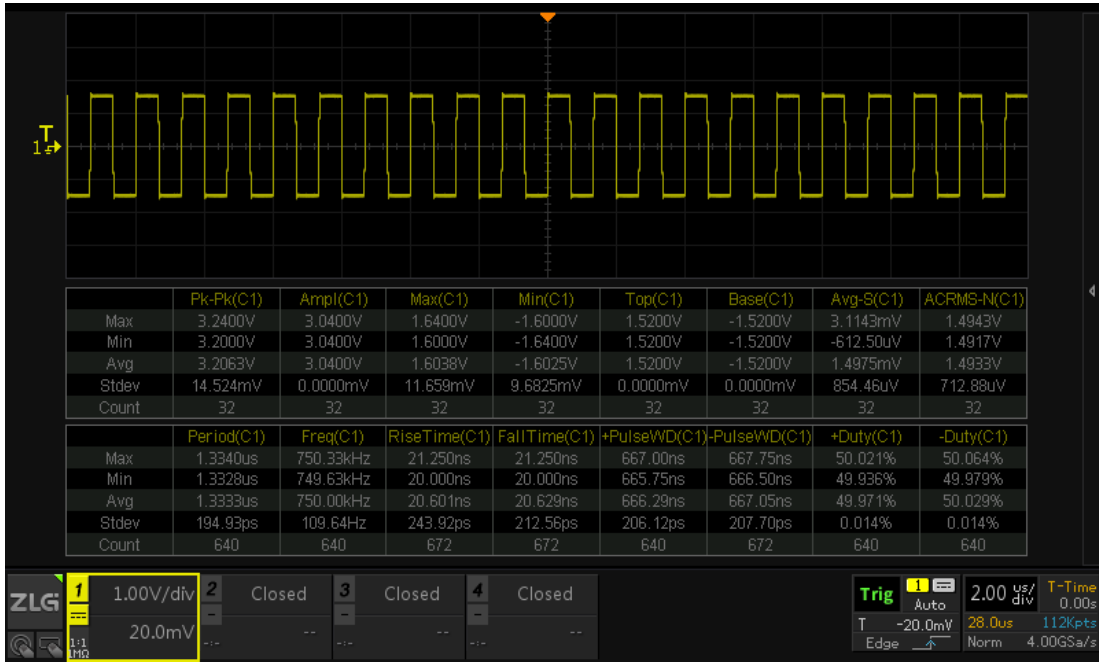 T
1
Pk-Pk(C1) Ampl(C1) Max(C1) Min(C1) Top(C1) Base(C1) Avg-S(C1) ACRMS-N(C1)
Max 3.2400V 3.0400V 1.6400V -1.6000V 1.5200V -1.5200V 3.1143mV 1.4943V
Min 3.2000V 3.0400V 1.6000V -1.6400V 1.5200V -1.5200V -612.50uV 1.4917V
Avg 3.2063V 3.0400V 1.6038V -1.6025V 1.5200V -1.5200V 1.4975mV 1.4933V
Stdev 14.524mV 0.0000mV 11.659mV 9.6825mV 0.0000mV 0.0000mV 854.46uV 712.88uV
Count 32 32 32 32 32 32 32 32
Period(C1) Freq(C1) RiseTime(C1) FallTime(C1) +PulseWD(C1) -PulseWD(C1) +Duty(C1) -Duty(C1)
Max 1.3340us 750.33kHz 21.250ns 21.250ns 667.00ns 667.75ns 50.021% 50.064%
Min 1.3328us 749.63kHz 20.000ns 20.000ns 665.75ns 666.50ns 49.936% 49.979%
Avg 1.3333us 750.00kHz 20.601ns 20.629ns 666.29ns 667.05ns 49.971% 50.029%
Stdev 194.93ps 109.64Hz 243.92ps 212.56ps 206.12ps 207.70ps 0.014% 0.014%
Count 640 640 672 672 640 672 640 640
ZLG 1 1.00V/div 2 Closed 3 Closed 4 Closed Trig 1 Auto 2.00 us/div T-Time 0.00s
1:1 1MΩ 20.0mV -:- -- -:- -- -:- -- T -20.0mV 28.0us 112Kpts
Edge Norm 4.00GSa/s